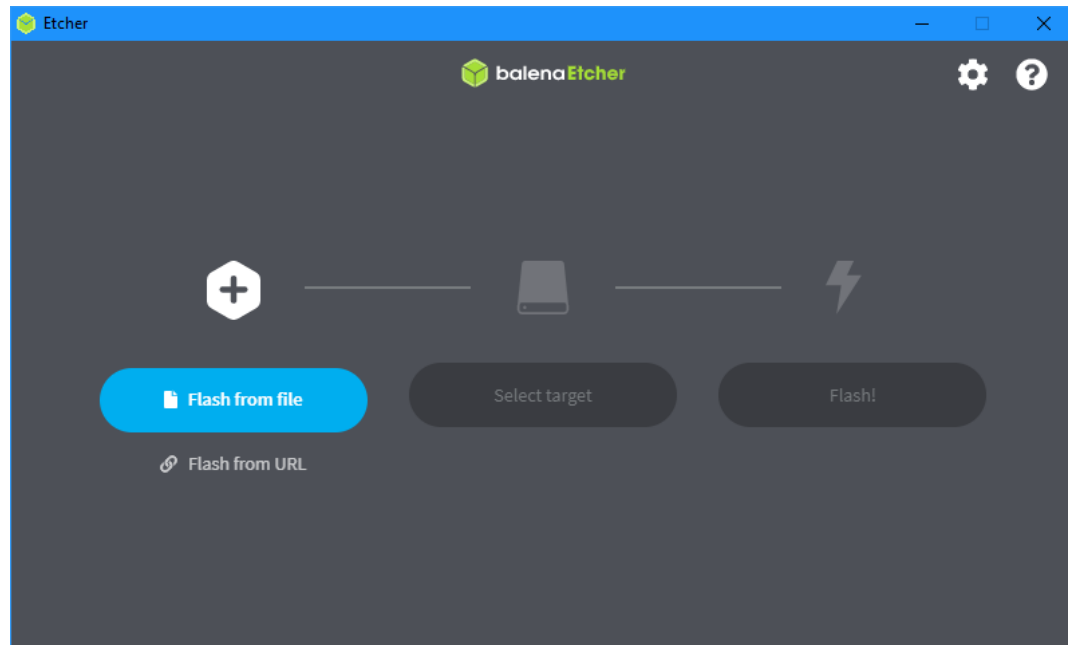 Etcher
balenaEtcher
Flash from file
Select target
Flash!
Flash from URL